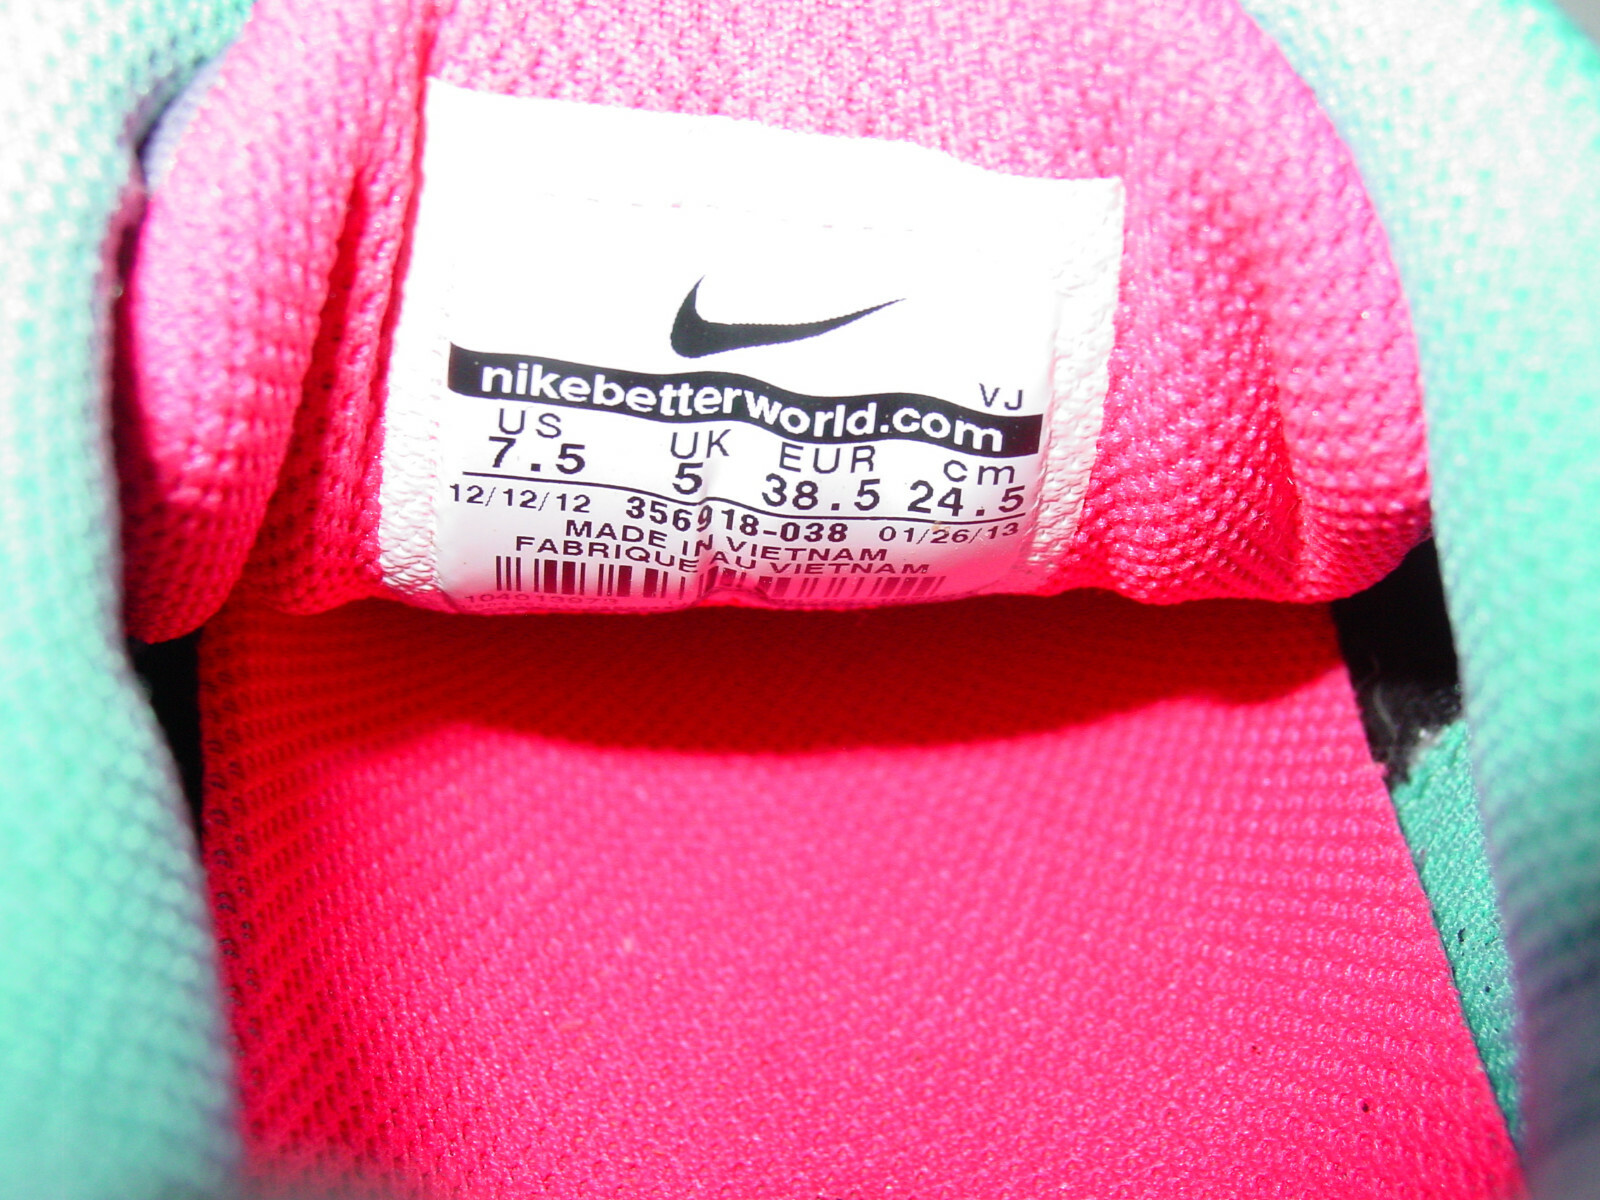 nikebetterworld.com VJ
US UK EUR cm
7.5 5 38.5 24.5
12/12/12 356918-038 01/26/13
MADE IN VIETNAM
FABRIQUE AU VIETNAM